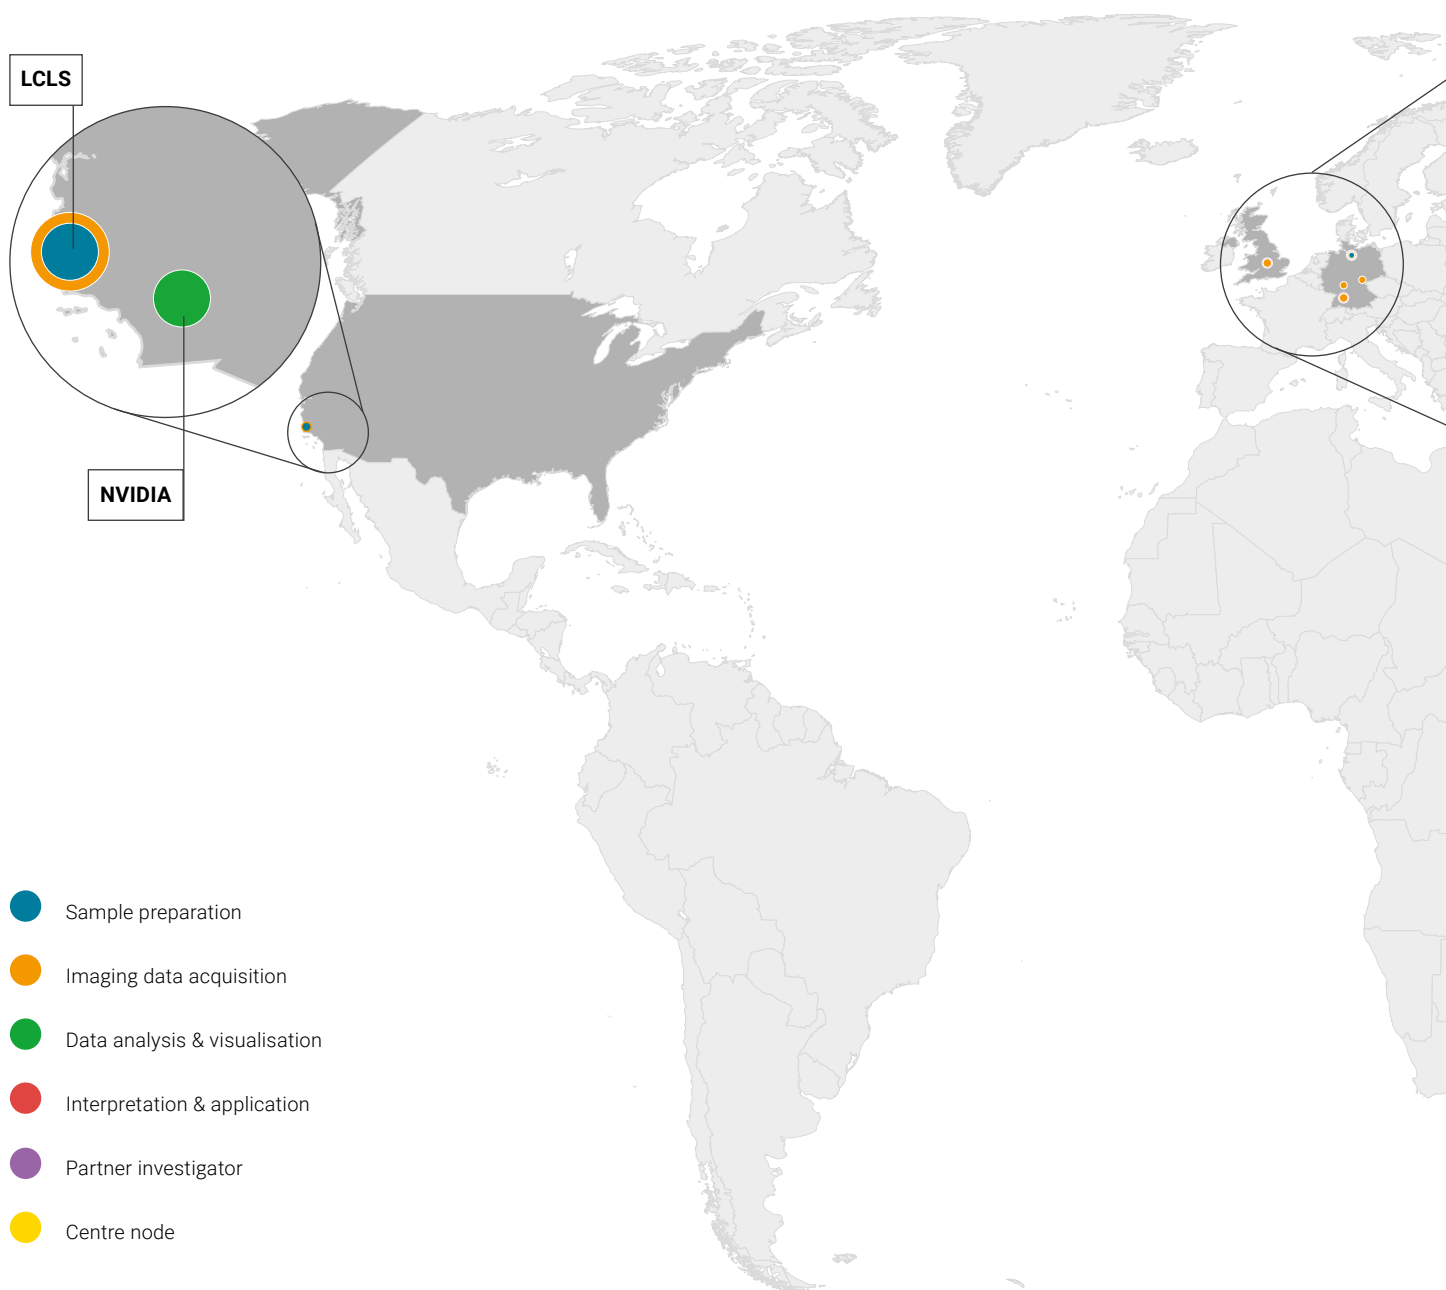 LCLS
NVIDIA
Sample preparation
Imaging data acquisition
Data analysis & visualisation
Interpretation & application
Partner investigator
Centre node